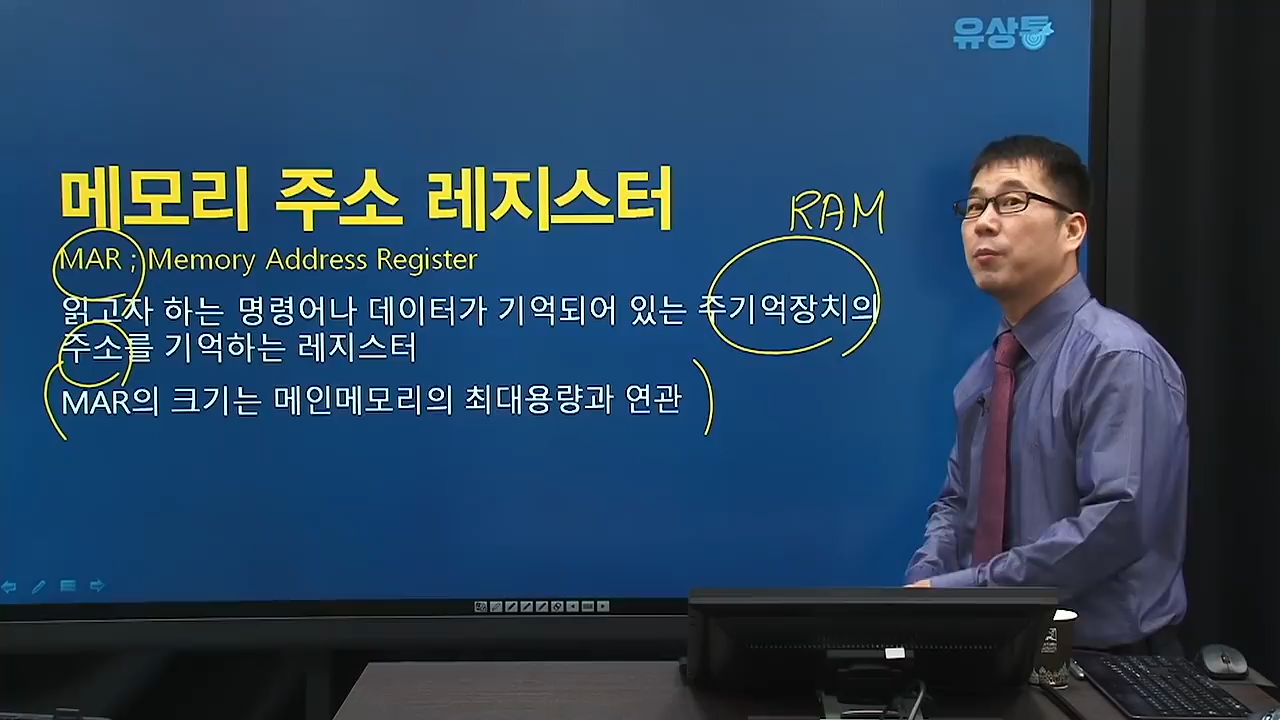 유상통
메모리 주소 레지스터
RAM
MAR ; Memory Address Register
읽고자 하는 명령어나 데이터가 기억되어 있는 주기억장치의
주소를 기억하는 레지스터
MAR의 크기는 메인메모리의 최대용량과 연관